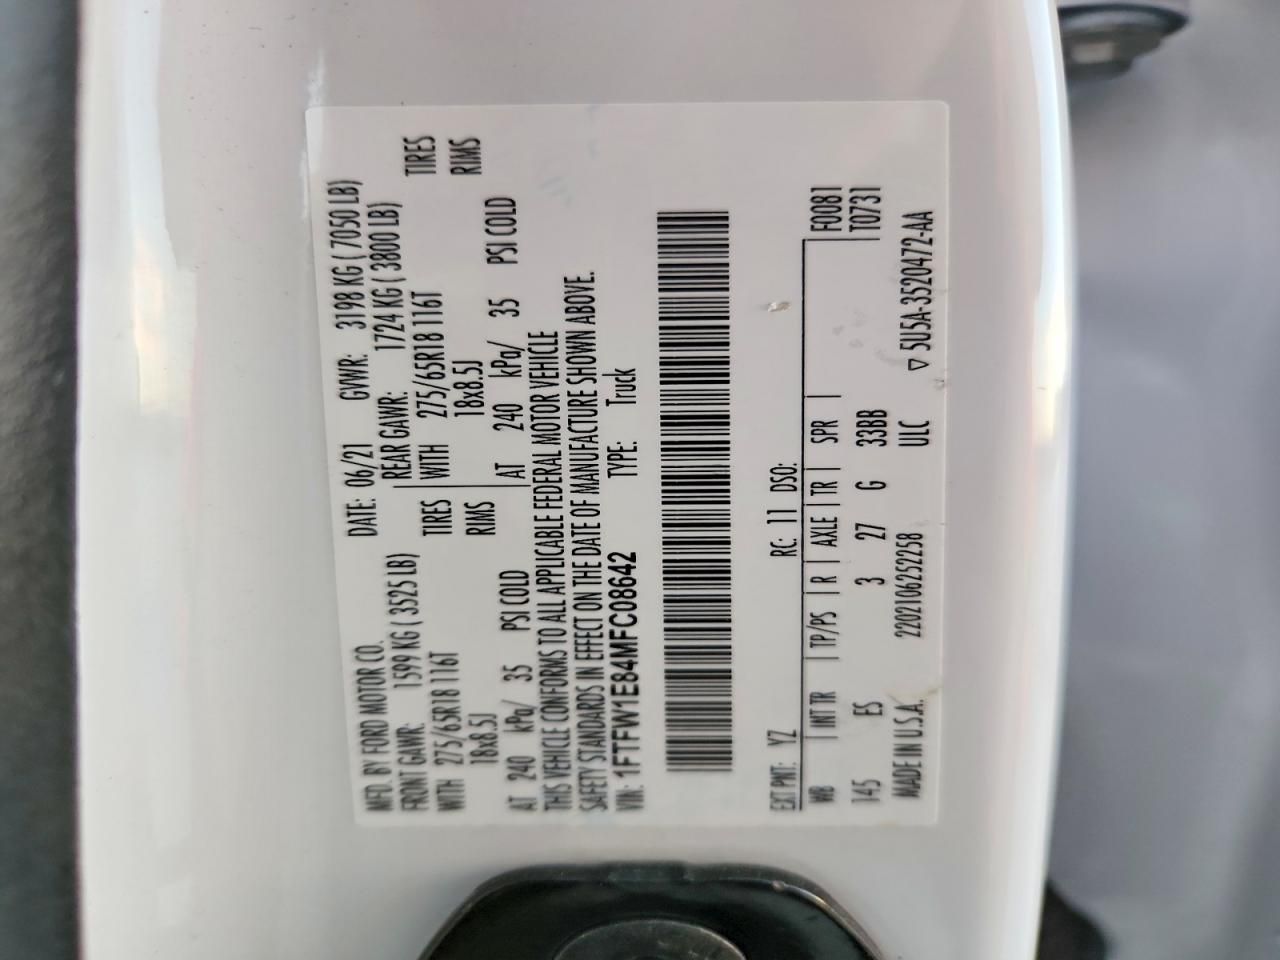 MFD. BY FORD MOTOR CO.
DATE: 06/21 GVWR: 3198 KG ( 7050 LB)
FRONT GAWR: 1599 KG ( 3525 LB) REAR GAWR: 1724 KG ( 3800 LB)
WITH 275/65R18 116T TIRES WITH 275/65R18 116T TIRES
18x8.5J RIMS 18x8.5J RIMS
AT 240 kPa/ 35 PSI COLD AT 240 kPa/ 35 PSI COLD
THIS VEHICLE CONFORMS TO ALL APPLICABLE FEDERAL MOTOR VEHICLE
SAFETY STANDARDS IN EFFECT ON THE DATE OF MANUFACTURE SHOWN ABOVE.
VIN: 1FTFW1E84MFC08642 TYPE: Truck
EXT PNT: YZ RC: 11 DSO:
WB INT TR TP/PS R AXLE TR SPR F0081
145 ES 3 27 G 33BB T0731
MADE IN U.S.A. 220210625225B ULC ▽ 5U5A-3520472-AA